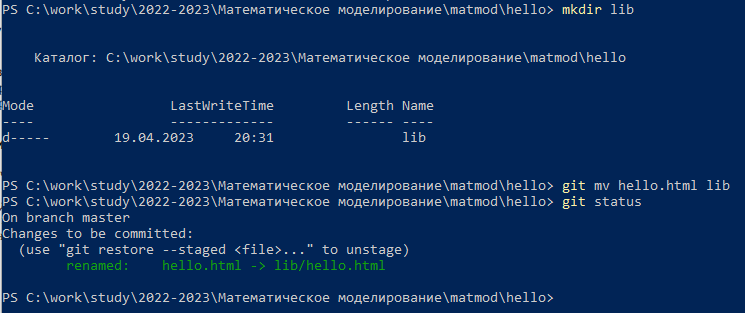 PS C:\work\study\2022-2023\Математическое моделирование\matmod\hello> mkdir lib
Каталог: C:\work\study\2022-2023\Математическое моделирование\matmod\hello
Mode LastWriteTime Length Name
---- ------------- ------ ----
d----- 19.04.2023 20:31 lib
PS C:\work\study\2022-2023\Математическое моделирование\matmod\hello> git mv hello.html lib
PS C:\work\study\2022-2023\Математическое моделирование\matmod\hello> git status
On branch master
Changes to be committed:
(use "git restore --staged <file>..." to unstage)
renamed: hello.html -> lib/hello.html
PS C:\work\study\2022-2023\Математическое моделирование\matmod\hello>